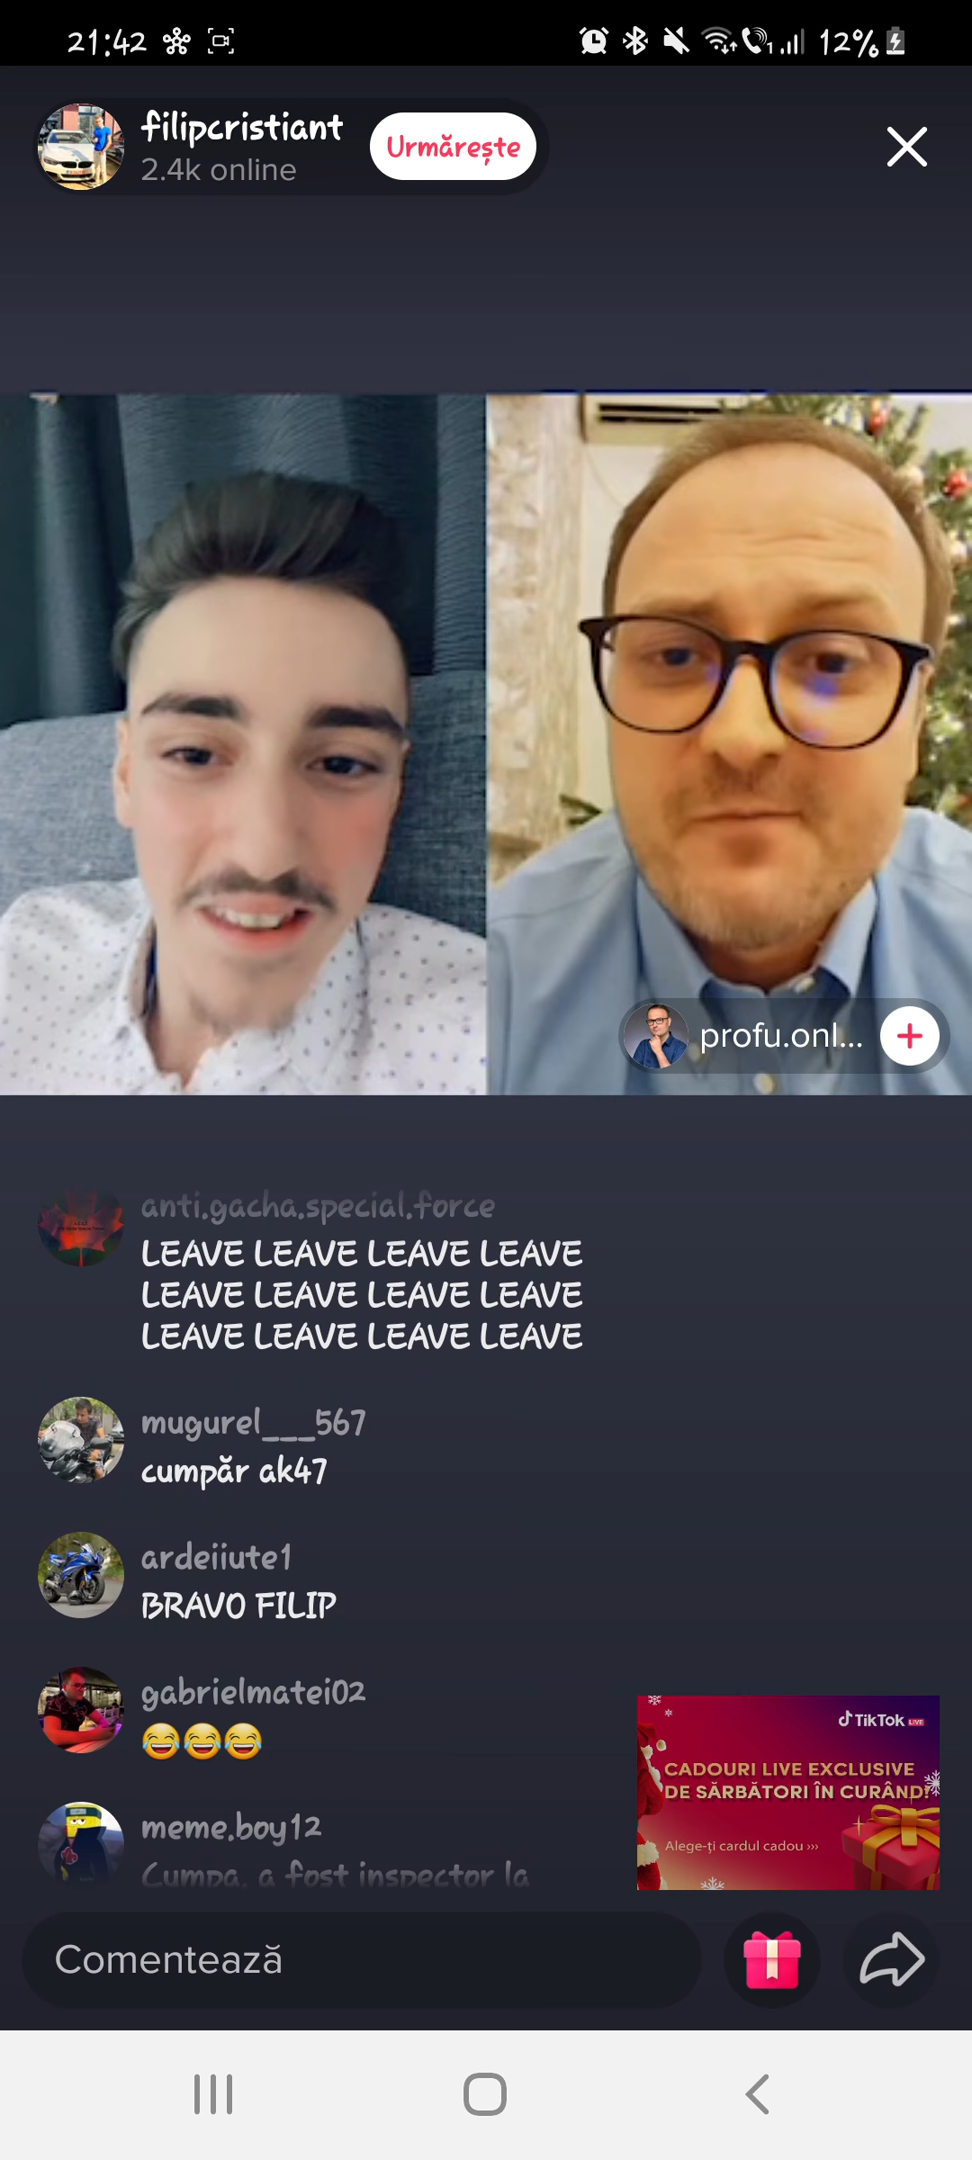 21:42
12%
filipcristiant
2.4k online
Urmărește
profu.onl...
anti.gacha.special.force
LEAVE LEAVE LEAVE LEAVE
LEAVE LEAVE LEAVE LEAVE
LEAVE LEAVE LEAVE LEAVE
mugurel___567
cumpăr ak47
ardeiiute1
BRAVO FILIP
gabrielmatei02
😂😂😂
meme.boy12
Cumpa, a fost inspector la
TikTok LIVE
CADOURI LIVE EXCLUSIVE
DE SĂRBĂTORI ÎN CURÂND!
Alege-ți cardul cadou ›››
Comentează